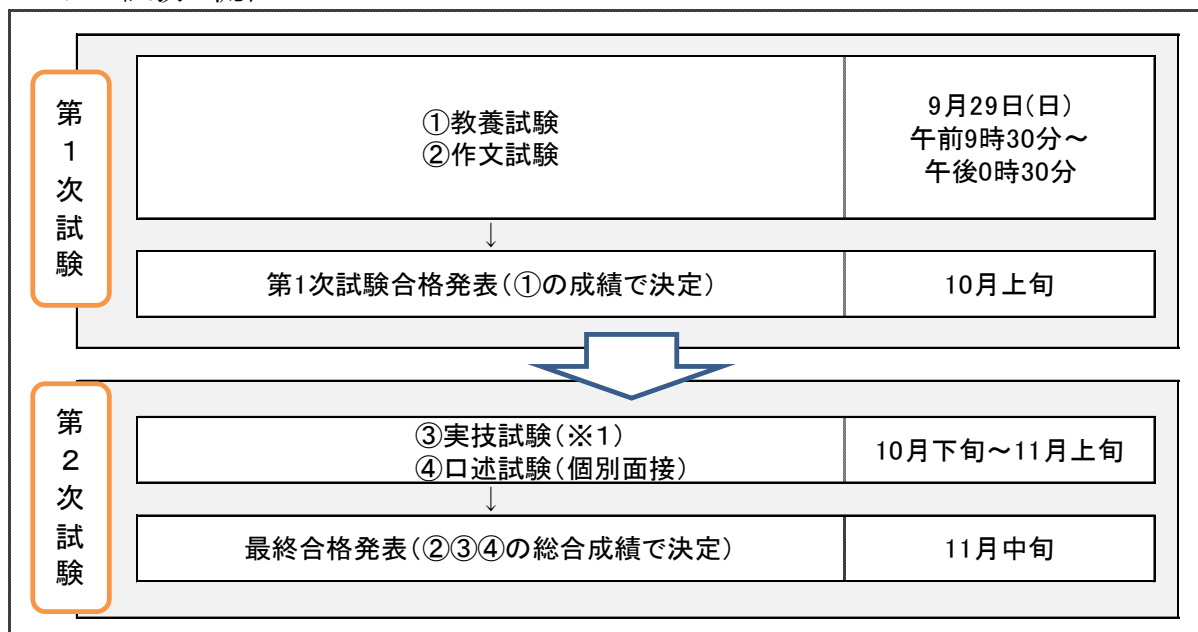 第1次試験
①教養試験
②作文試験
9月29日(日)
午前9時30分～
午後0時30分
↓
第1次試験合格発表(①の成績で決定)
10月上旬
第2次試験
③実技試験(※1)
④口述試験(個別面接)
10月下旬～11月上旬
↓
最終合格発表(②③④の総合成績で決定)
11月中旬